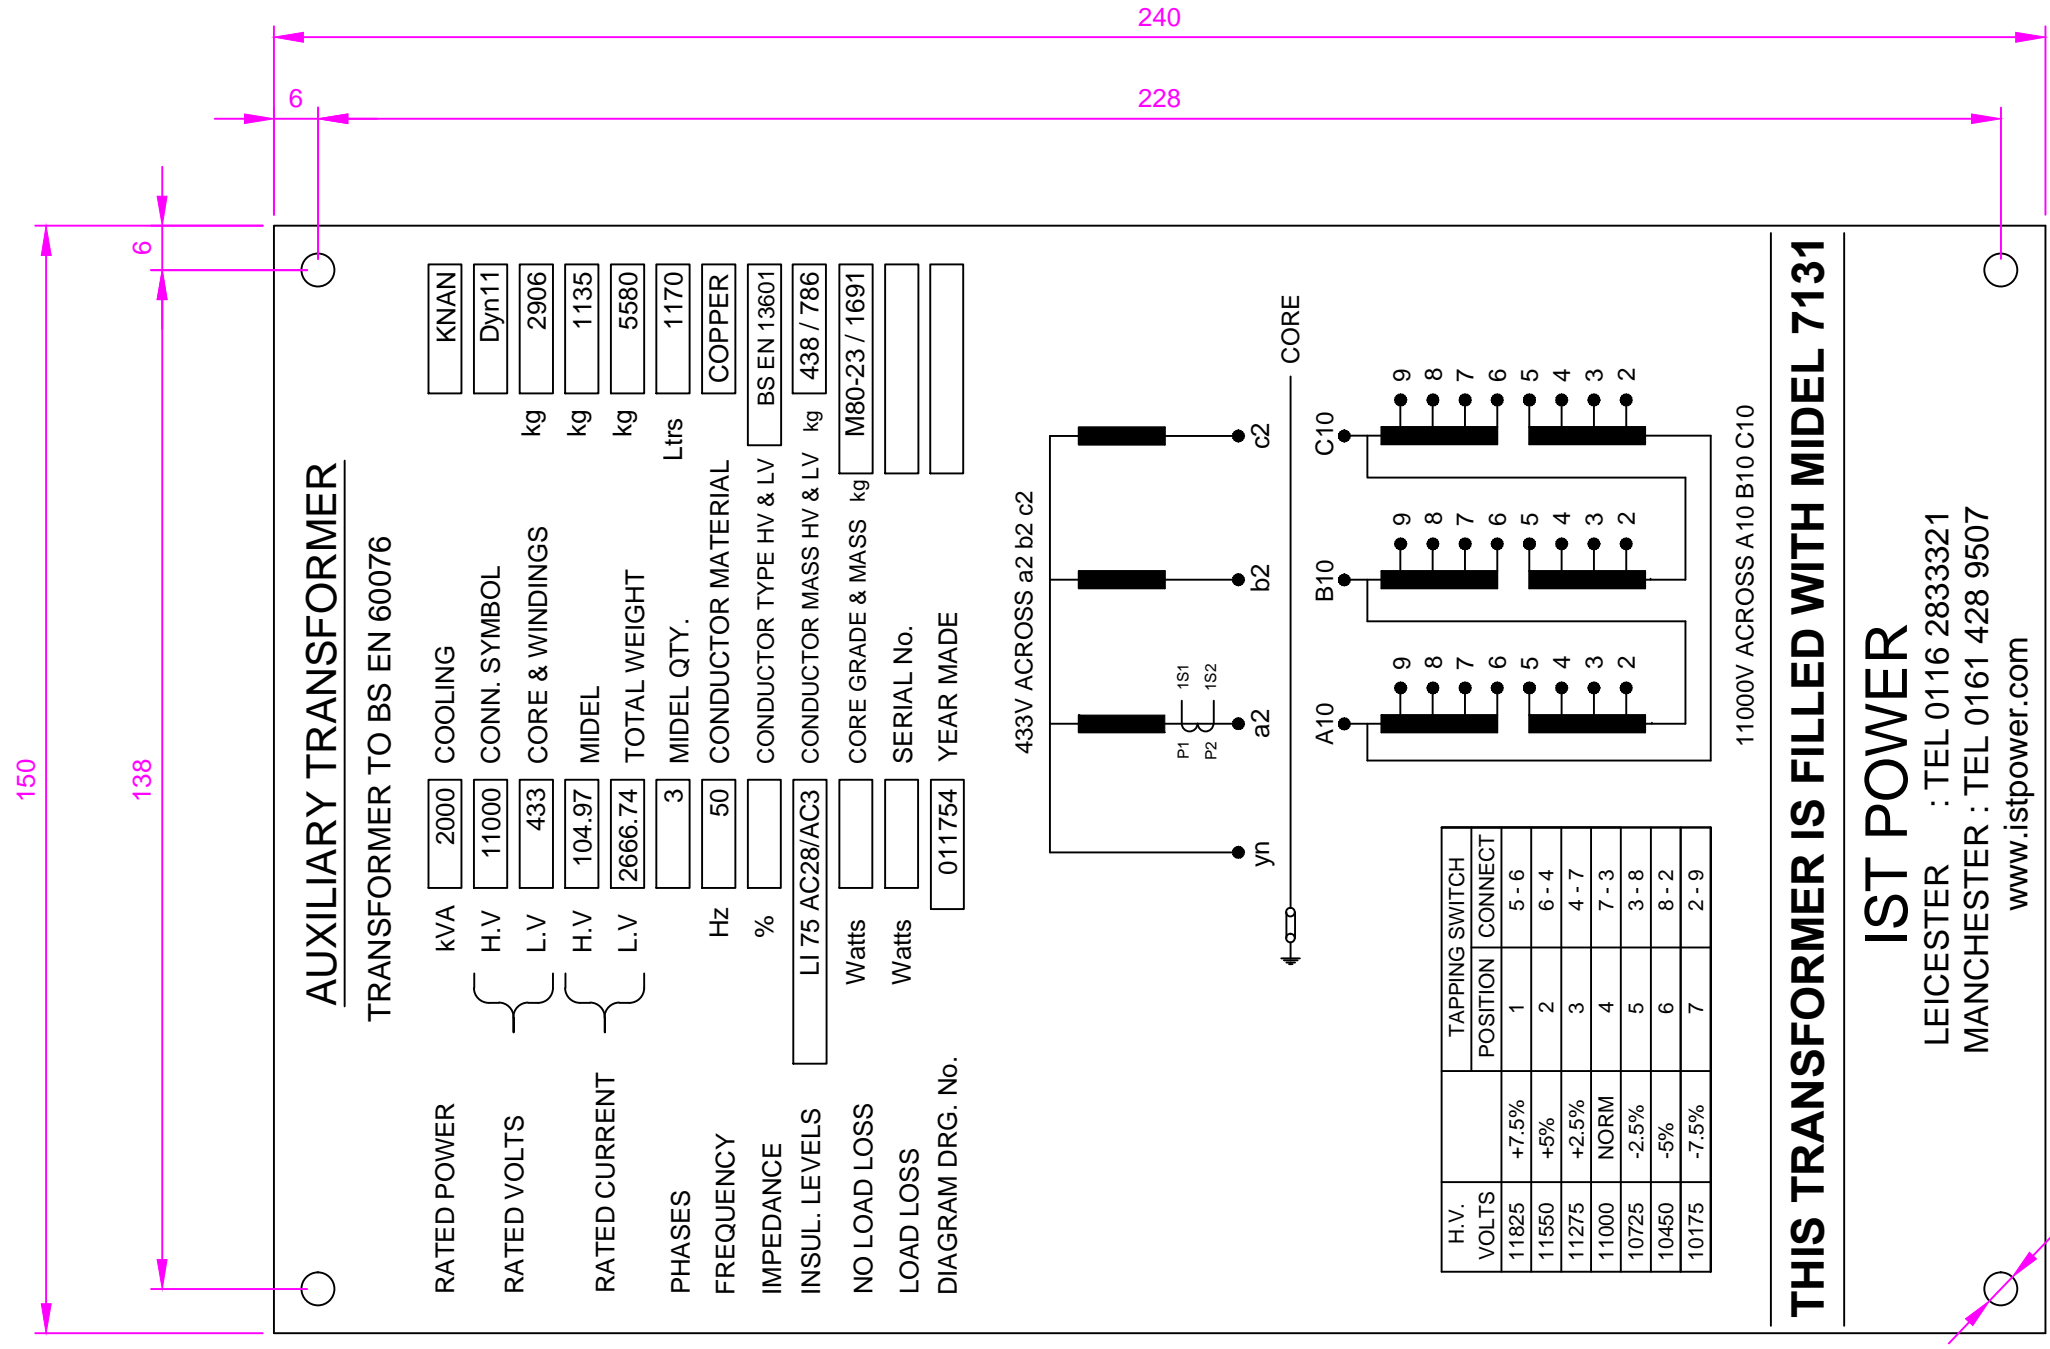 240
228
6
150
138
6
AUXILIARY TRANSFORMER
TRANSFORMER TO BS EN 60076
RATED POWER kVA 2000 COOLING KNAN
RATED VOLTS H.V 11000 CONN. SYMBOL Dyn11
L.V 433 CORE & WINDINGS kg 2906
RATED CURRENT H.V 104.97 MIDEL kg 1135
L.V 2666.74 TOTAL WEIGHT kg 5580
PHASES 3 MIDEL QTY. Ltrs 1170
FREQUENCY Hz 50 CONDUCTOR MATERIAL COPPER
IMPEDANCE % CONDUCTOR TYPE HV & LV BS EN 13601
INSUL. LEVELS LI 75 AC28/AC3 CONDUCTOR MASS HV & LV kg 438 / 786
NO LOAD LOSS Watts CORE GRADE & MASS kg M80-23 / 1691
LOAD LOSS Watts SERIAL No.
DIAGRAM DRG. No. 011754 YEAR MADE
433V ACROSS a2 b2 c2
P1 1S1
P2 1S2
yn a2 b2 c2
CORE
A10 B10 C10
9 9 9
8 8 8
7 7 7
6 6 6
5 5 5
4 4 4
3 3 3
2 2 2
11000V ACROSS A10 B10 C10
H.V. TAPPING SWITCH
VOLTS POSITION CONNECT
11825 +7.5% 1 5 - 6
11550 +5% 2 6 - 4
11275 +2.5% 3 4 - 7
11000 NORM 4 7 - 3
10725 -2.5% 5 3 - 8
10450 -5% 6 8 - 2
10175 -7.5% 7 2 - 9
THIS TRANSFORMER IS FILLED WITH MIDEL 7131
IST POWER
LEICESTER : TEL 0116 2833321
MANCHESTER : TEL 0161 428 9507
www.istpower.com